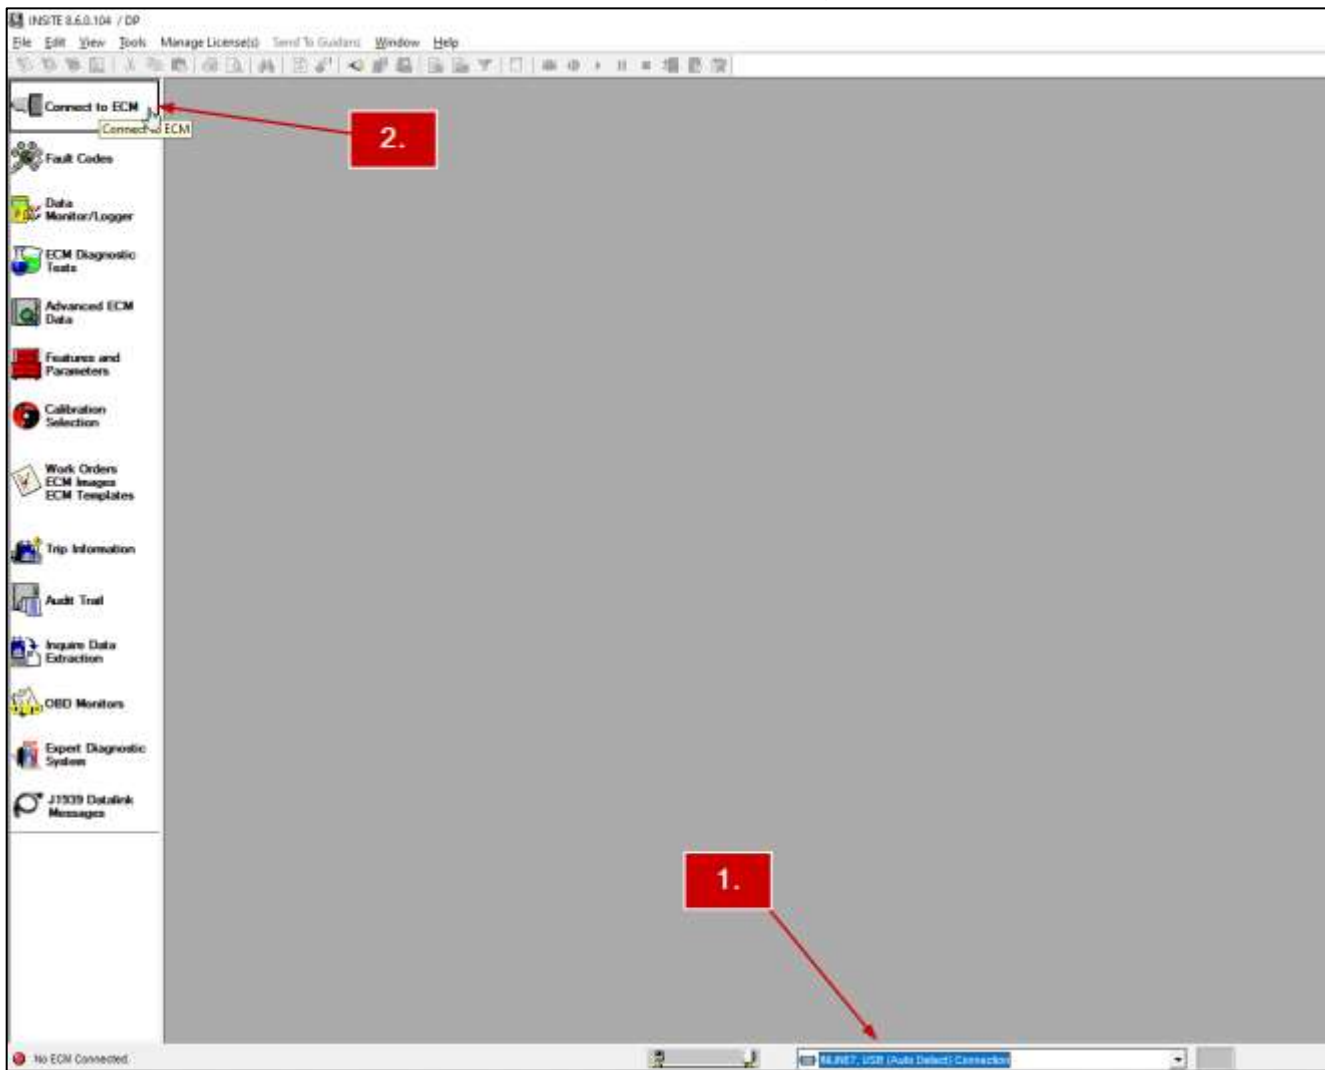 INSITE 8.6.0.104 / DP
File Edit View Tools Manage License(s) Send To Guidanz Window Help
Connect to ECM
Connect to ECM
2.
Fault Codes
Data
Monitor/Logger
ECM Diagnostic
Tests
Advanced ECM
Data
Features and
Parameters
Calibration
Selection
Work Orders
ECM Images
ECM Templates
Trip Information
Audit Trail
Inquire Data
Extraction
OBD Monitors
Expert Diagnostic
System
J1939 Datalink
Messages
1.
No ECM Connected.
INLINE7, USB (Auto Detect) Connection